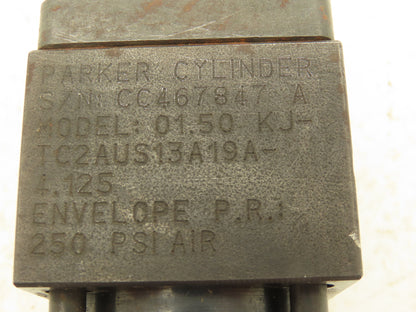 PARKER CYLINDER
S/N: CC467847 A
MODEL: 01.50 KJ-
TC2AUS13A19A-
4.125
ENVELOPE P.R.:
250 PSI AIR